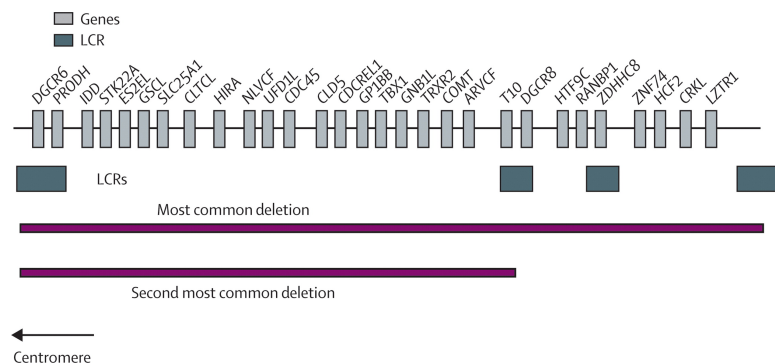 Genes
LCR
DGCR6 PRODH IDD STK22A ES2EL GSCL SLC25A1 CLTCL HIRA NLVCF UFD1L CDC45 CLD5 CDCREL1 GP1BB TBX1 GNB1L TRXR2 COMT ARVCF T10 DGCR8 HTF9C RANBP1 ZDHHC8 ZNF74 HCF2 CRKL LZTR1
LCRs
Most common deletion
Second most common deletion
Centromere